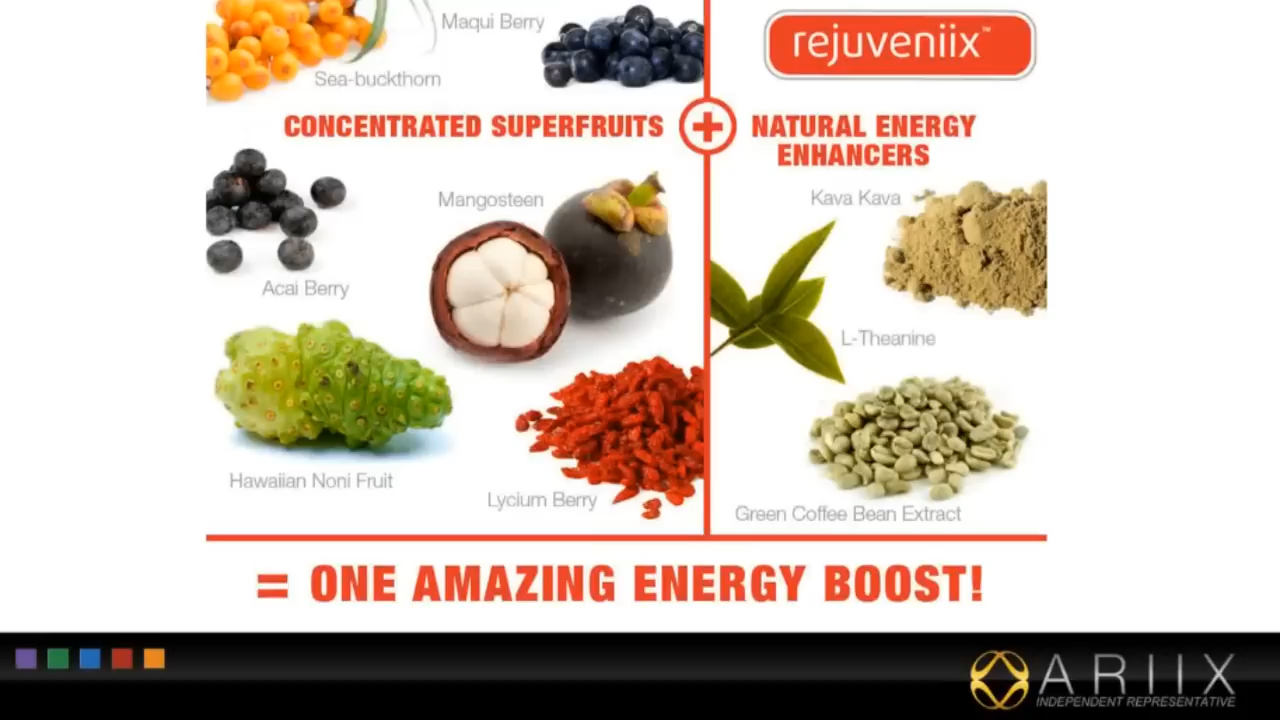 Maqui Berry
Sea-buckthorn
rejuveniix™
CONCENTRATED SUPERFRUITS
NATURAL ENERGY
ENHANCERS
Mangosteen
Kava Kava
Acai Berry
L-Theanine
Hawaiian Noni Fruit
Lycium Berry
Green Coffee Bean Extract
= ONE AMAZING ENERGY BOOST!
ARIIX
INDEPENDENT REPRESENTATIVE